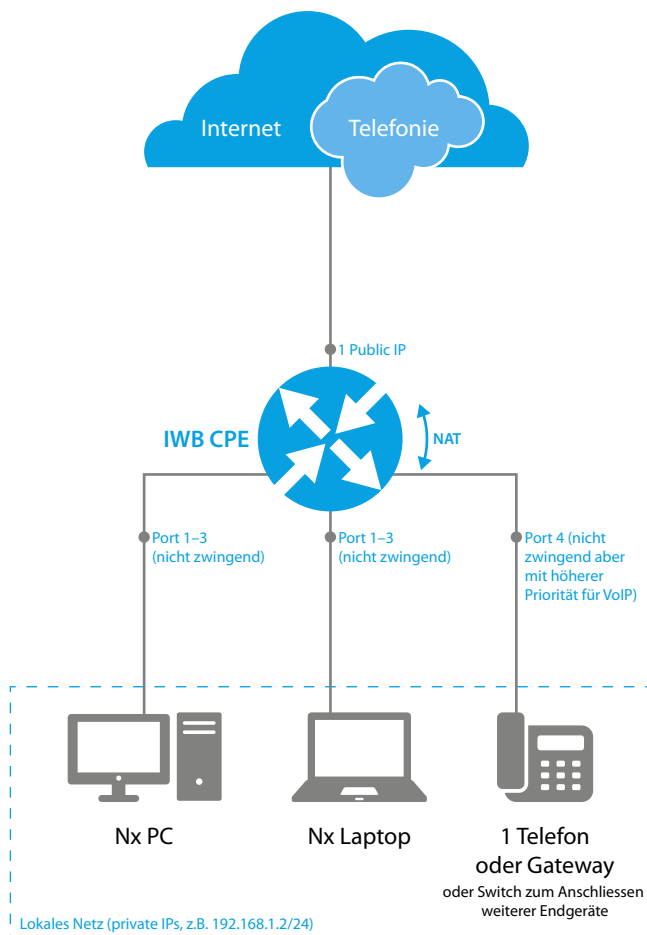 Internet
Telefonie
1 Public IP
IWB CPE
NAT
Port 1–3
(nicht zwingend)
Port 1–3
(nicht zwingend)
Port 4 (nicht
zwingend aber
mit höherer
Priorität für VoIP)
Nx PC
Nx Laptop
1 Telefon
oder Gateway
oder Switch zum Anschliessen
weiterer Endgeräte
Lokales Netz (private IPs, z.B. 192.168.1.2/24)